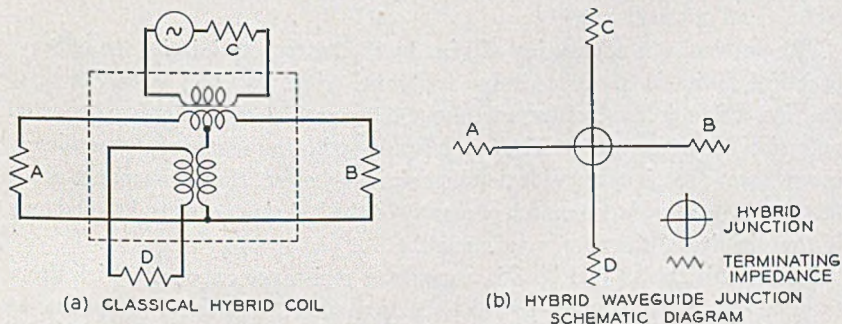 C
A
B
D
(a) CLASSICAL HYBRID COIL
C
A
B
D
HYBRID
JUNCTION
TERMINATING
IMPEDANCE
(b) HYBRID WAVEGUIDE JUNCTION
SCHEMATIC DIAGRAM